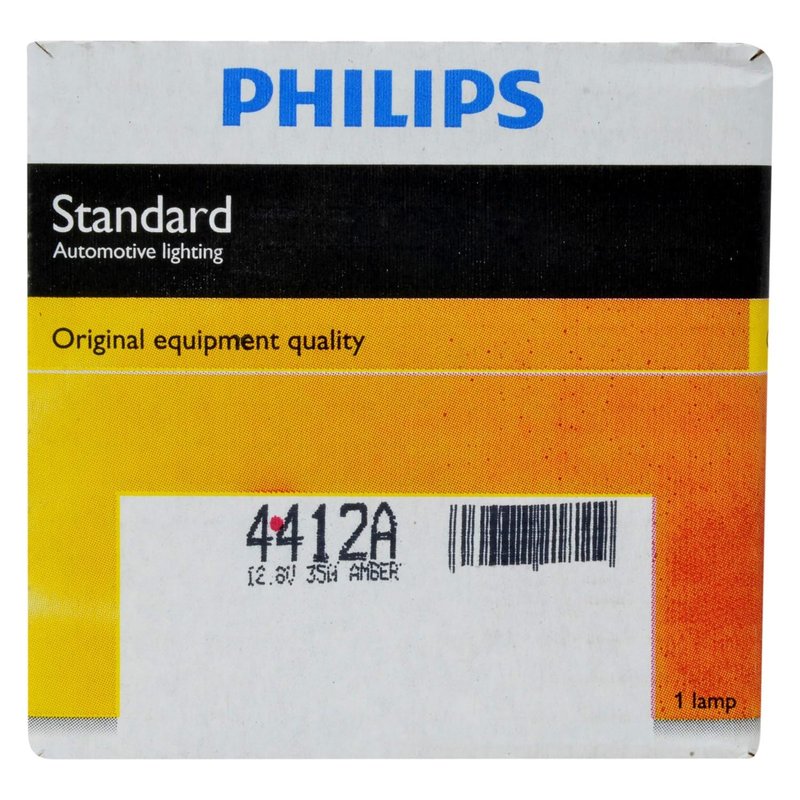 PHILIPS
Standard
Automotive lighting
Original equipment quality
4412A
12.8V 35W AMBER
1 lamp